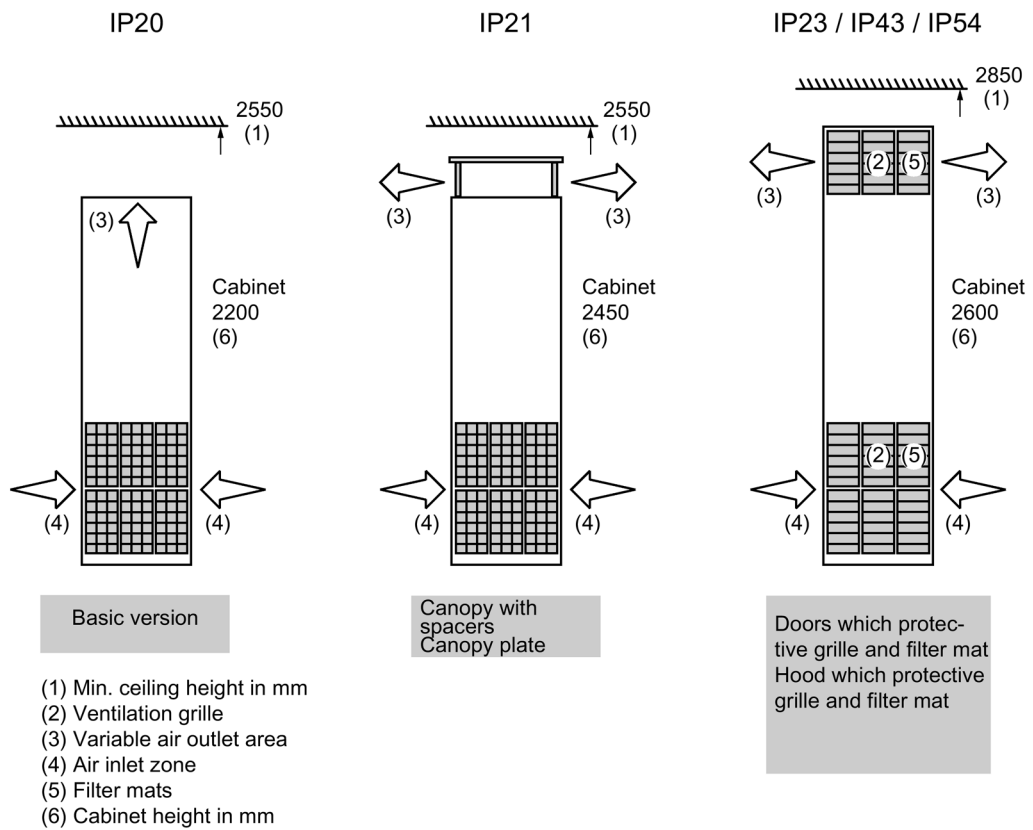 IP20
2550
(1)
(3)
Cabinet
2200
(6)
(4)
(4)
Basic version
IP21
2550
(1)
(3)
(3)
Cabinet
2450
(6)
(4)
(4)
Canopy with
spacers
Canopy plate
IP23 / IP43 / IP54
2850
(1)
(2)
(5)
(3)
(3)
Cabinet
2600
(6)
(2)
(5)
(4)
(4)
Doors which protec-
tive grille and filter mat
Hood which protective
grille and filter mat
(1) Min. ceiling height in mm
(2) Ventilation grille
(3) Variable air outlet area
(4) Air inlet zone
(5) Filter mats
(6) Cabinet height in mm